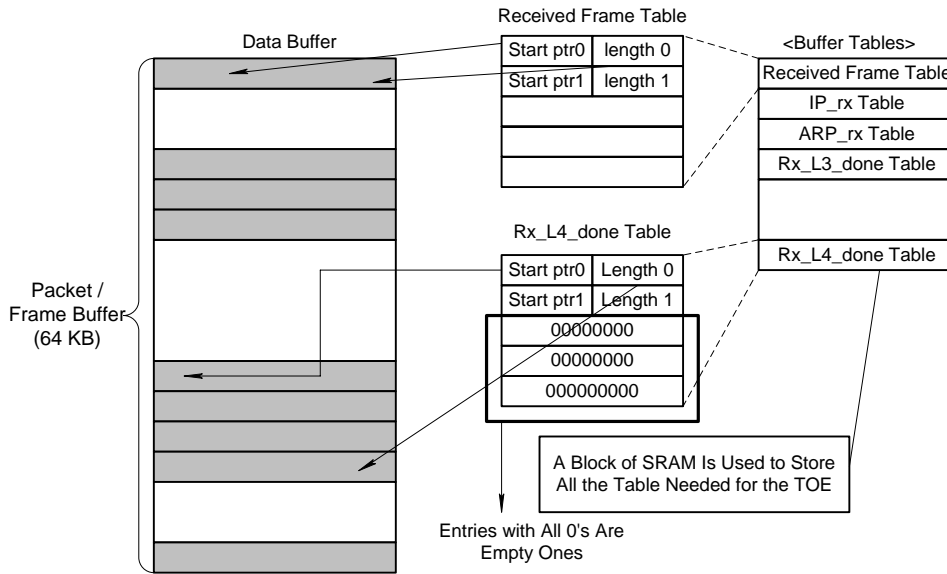 Received Frame Table
Data Buffer
<Buffer Tables>
Start ptr0
length 0
Start ptr1
length 1
Received Frame Table
IP_rx Table
ARP_rx Table
Rx_L3_done Table
Rx_L4_done Table
Rx_L4_done Table
Start ptr0
Length 0
Start ptr1
Length 1
00000000
00000000
000000000
Packet /
Frame Buffer
(64 KB)
A Block of SRAM Is Used to Store
All the Table Needed for the TOE
Entries with All 0's Are
Empty Ones